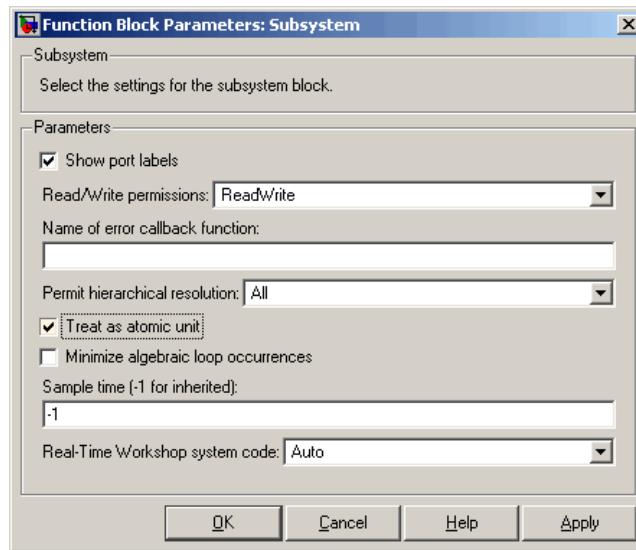 Function Block Parameters: Subsystem
Subsystem
Select the settings for the subsystem block.
Parameters
Show port labels
Read/Write permissions: ReadWrite
Name of error callback function:
Permit hierarchical resolution: All
Treat as atomic unit
Minimize algebraic loop occurrences
Sample time (-1 for inherited):
-1
Real-Time Workshop system code: Auto
OK Cancel Help Apply